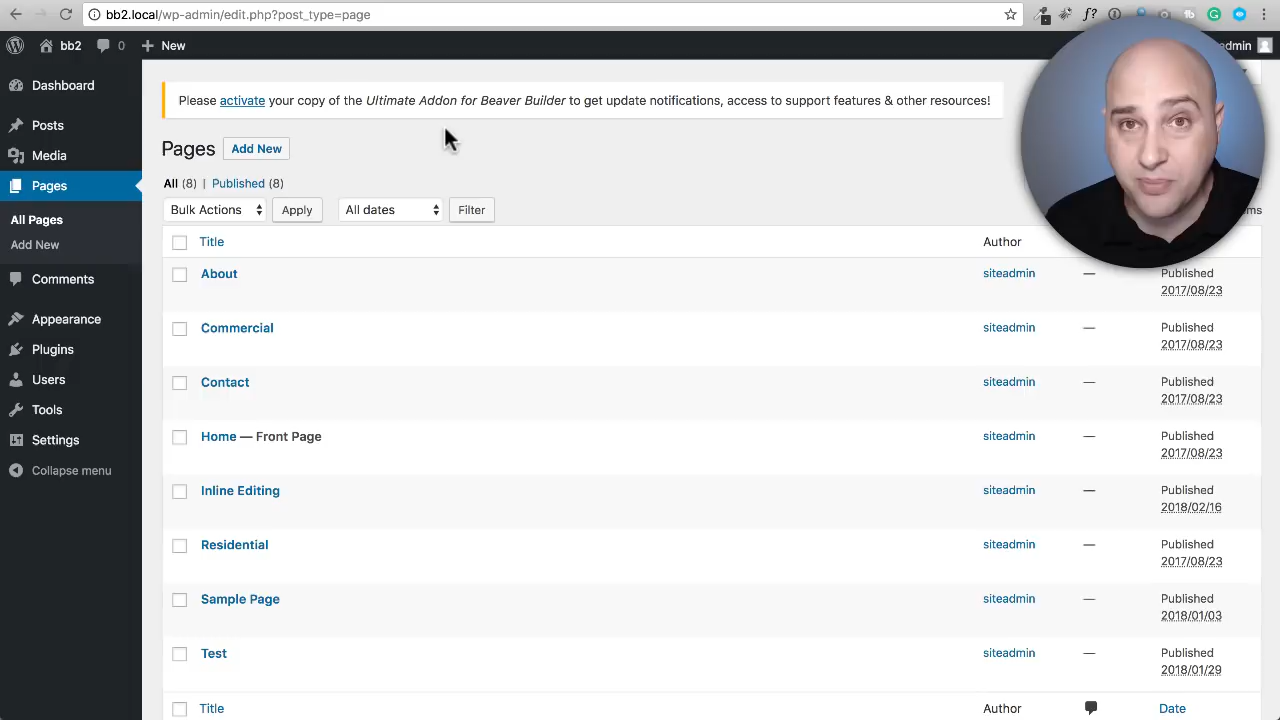 bb2.local/wp-admin/edit.php?post_type=page
bb2
0
New
admin
Dashboard
Posts
Media
Pages
All Pages
Add New
Comments
Appearance
Plugins
Users
Tools
Settings
Collapse menu
Please activate your copy of the Ultimate Addon for Beaver Builder to get update notifications, access to support features & other resources!
Pages Add New
All (8) | Published (8)
Bulk Actions Apply All dates Filter
Title Author
About siteadmin — Published
2017/08/23
Commercial siteadmin — Published
2017/08/23
Contact siteadmin — Published
2017/08/23
Home — Front Page siteadmin — Published
2017/08/23
Inline Editing siteadmin — Published
2018/02/16
Residential siteadmin — Published
2017/08/23
Sample Page siteadmin — Published
2018/01/03
Test siteadmin — Published
2018/01/29
Title Author Date